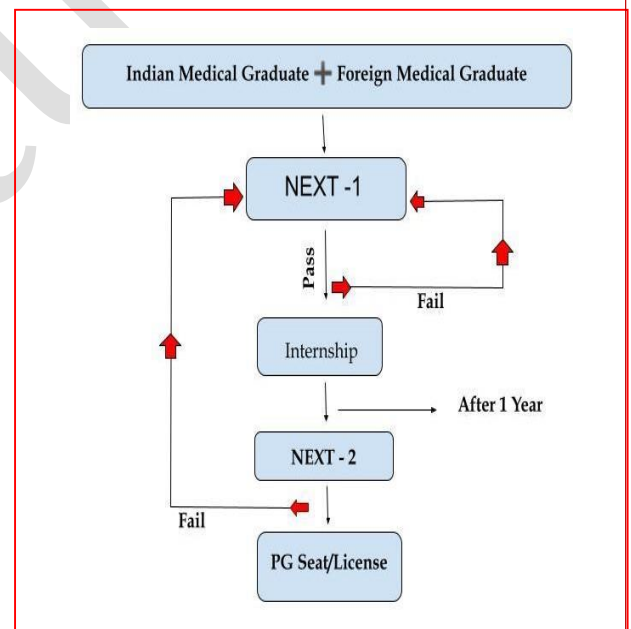 Indian Medical Graduate + Foreign Medical Graduate
NEXT -1
Pass
Fail
Internship
After 1 Year
NEXT - 2
Fail
PG Seat/License